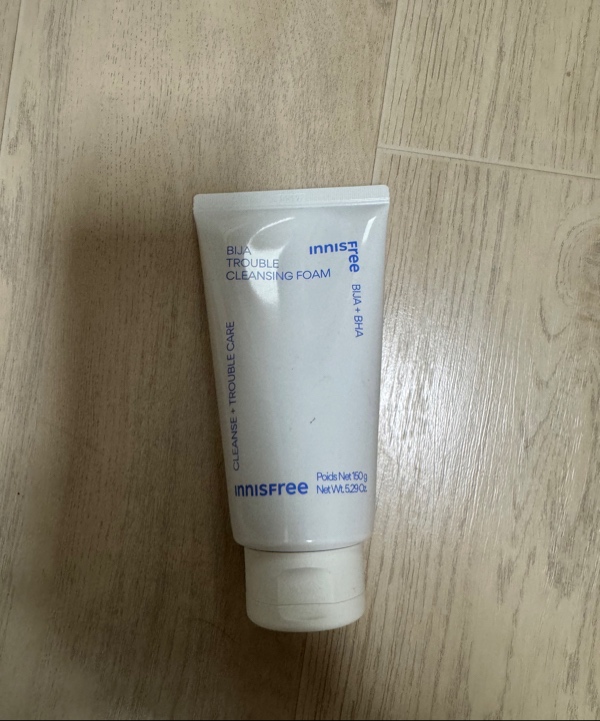 BIJA
TROUBLE
CLEANSING FOAM
INNISFree
BIJA + BHA
CLEANSE + TROUBLE CARE
INNISFree
Poids Net 150 g
Net Wt. 5.29 Oz.